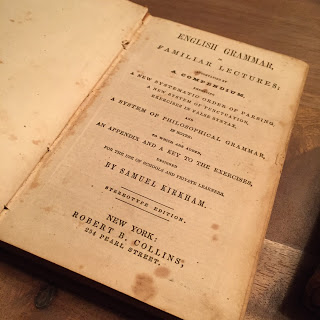 ENGLISH GRAMMAR,
IN
FAMILIAR LECTURES;
ACCOMPANIED BY
A COMPENDIUM,
EMBRACING
A NEW SYSTEMATIC ORDER OF PARSING,
A NEW SYSTEM OF PUNCTUATION,
EXERCISES IN FALSE SYNTAX,
AND
A SYSTEM OF PHILOSOPHICAL GRAMMAR,
IN NOTES:
TO WHICH ARE ADDED,
AN APPENDIX AND A KEY TO THE EXERCISES,
DESIGNED
FOR THE USE OF SCHOOLS AND PRIVATE LEARNERS.
BY SAMUEL KIRKHAM.
STEREOTYPE EDITION.
NEW YORK:
ROBERT B. COLLINS,
254 PEARL STREET.